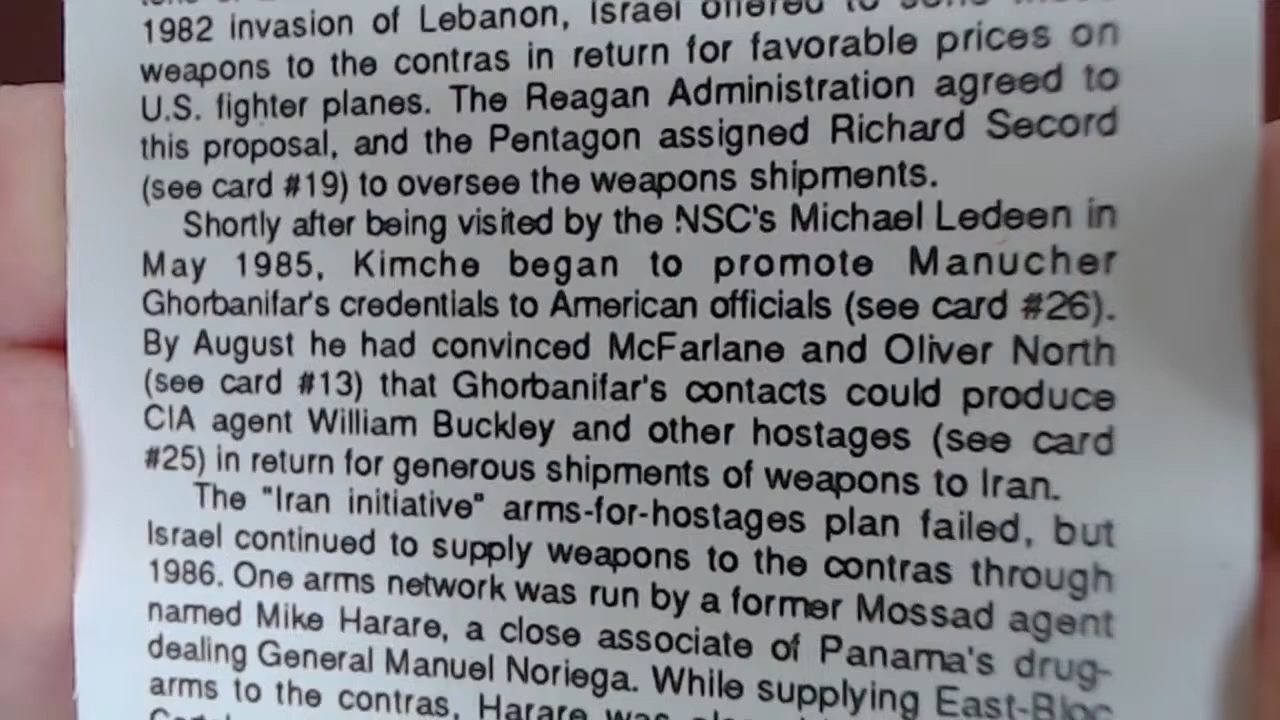 1982 invasion of Lebanon, Israel offered to
weapons to the contras in return for favorable prices on
U.S. fighter planes. The Reagan Administration agreed to
this proposal, and the Pentagon assigned Richard Secord
(see card #19) to oversee the weapons shipments.
Shortly after being visited by the NSC's Michael Ledeen in
May 1985, Kimche began to promote Manucher
Ghorbanifar's credentials to American officials (see card #26).
By August he had convinced McFarlane and Oliver North
(see card #13) that Ghorbanifar's contacts could produce
CIA agent William Buckley and other hostages (see card
#25) in return for generous shipments of weapons to Iran.
The "Iran initiative" arms-for-hostages plan failed, but
Israel continued to supply weapons to the contras through
1986. One arms network was run by a former Mossad agent
named Mike Harare, a close associate of Panama's drug-
dealing General Manuel Noriega. While supplying East-Bloc
arms to the contras, Harare was